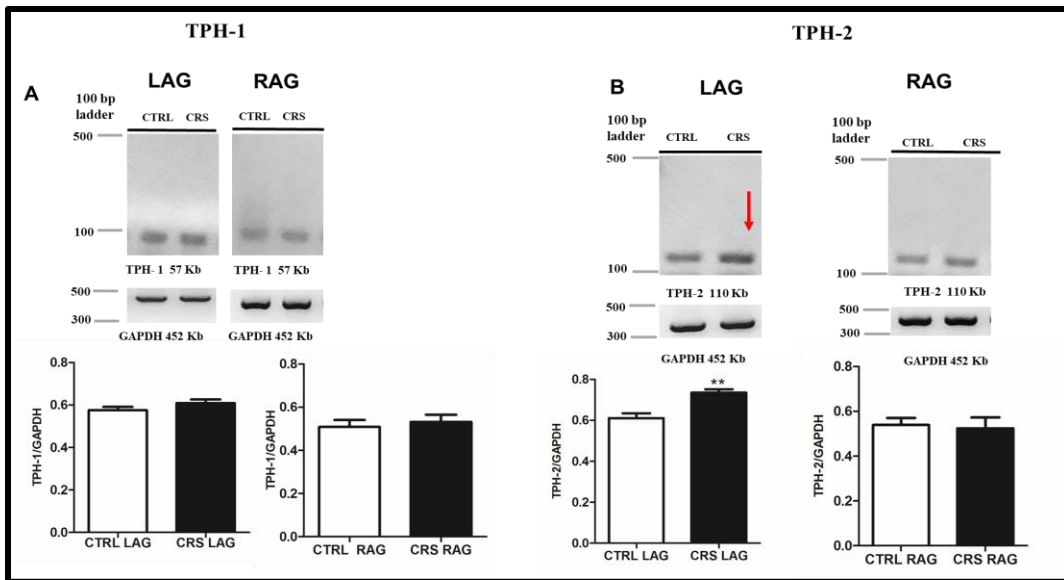 TPH-1
TPH-2
A
LAG
RAG
100 bp
ladder
CTRL CRS
CTRL CRS
500
100
TPH- 1 57 Kb
TPH- 1 57 Kb
500
300
GAPDH 452 Kb
GAPDH 452 Kb
TPH-1/GAPDH
0.8
0.6
0.4
0.2
0.0
CTRL LAG
CRS LAG
TPH-1/GAPDH
0.8
0.6
0.4
0.2
0.0
CTRL RAG
CRS RAG
B
LAG
RAG
100 bp
ladder
CTRL CRS
500
100
TPH-2 110 Kb
500
300
GAPDH 452 Kb
100 bp
ladder
CTRL CRS
500
100
TPH-2 110 Kb
500
300
GAPDH 452 Kb
TPH-2/GAPDH
0.8
0.6
0.4
0.2
0.0
**
CTRL LAG
CRS LAG
TPH-2/GAPDH
0.8
0.6
0.4
0.2
0.0
CTRL RAG
CRS RAG